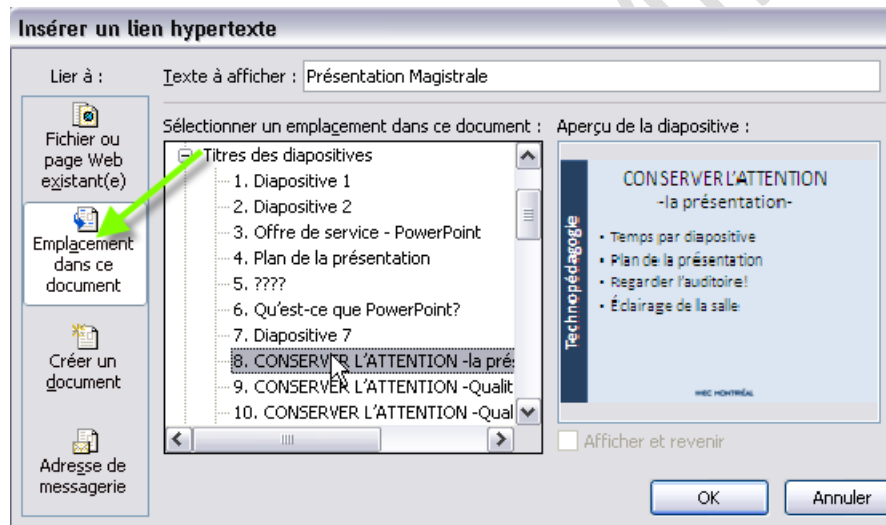 Insérer un lien hypertexte
Lier à :
Texte à afficher : Présentation Magistrale
Fichier ou
page Web
existant(e)
Emplacement
dans ce
document
Créer un
document
Adresse de
messagerie
Sélectionner un emplacement dans ce document :
Titres des diapositives
1. Diapositive 1
2. Diapositive 2
3. Offre de service - PowerPoint
4. Plan de la présentation
5. ????
6. Qu'est-ce que PowerPoint?
7. Diapositive 7
8. CONSERVER L'ATTENTION -la prés
9. CONSERVER L'ATTENTION -Qualit
10. CONSERVER L'ATTENTION -Qual
Aperçu de la diapositive :
Technopédagogie
CONSERVER L'ATTENTION
-la présentation-
• Temps par diapositive
• Plan de la présentation
• Regarder l'auditoire!
• Éclairage de la salle
HEC MONTRÉAL
Afficher et revenir
OK
Annuler